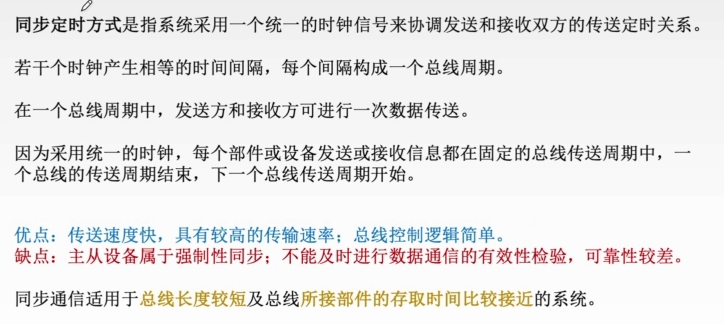 同步定时方式是指系统采用一个统一的时钟信号来协调发送和接收双方的传送定时关系。
若干个时钟产生相等的时间间隔，每个间隔构成一个总线周期。
在一个总线周期中，发送方和接收方可进行一次数据传送。
因为采用统一的时钟，每个部件或设备发送或接收信息都在固定的总线传送周期中，一
个总线的传送周期结束，下一个总线传送周期开始。
优点：传送速度快，具有较高的传输速率；总线控制逻辑简单。
缺点：主从设备属于强制性同步；不能及时进行数据通信的有效性检验，可靠性较差。
同步通信适用于总线长度较短及总线所接部件的存取时间比较接近的系统。